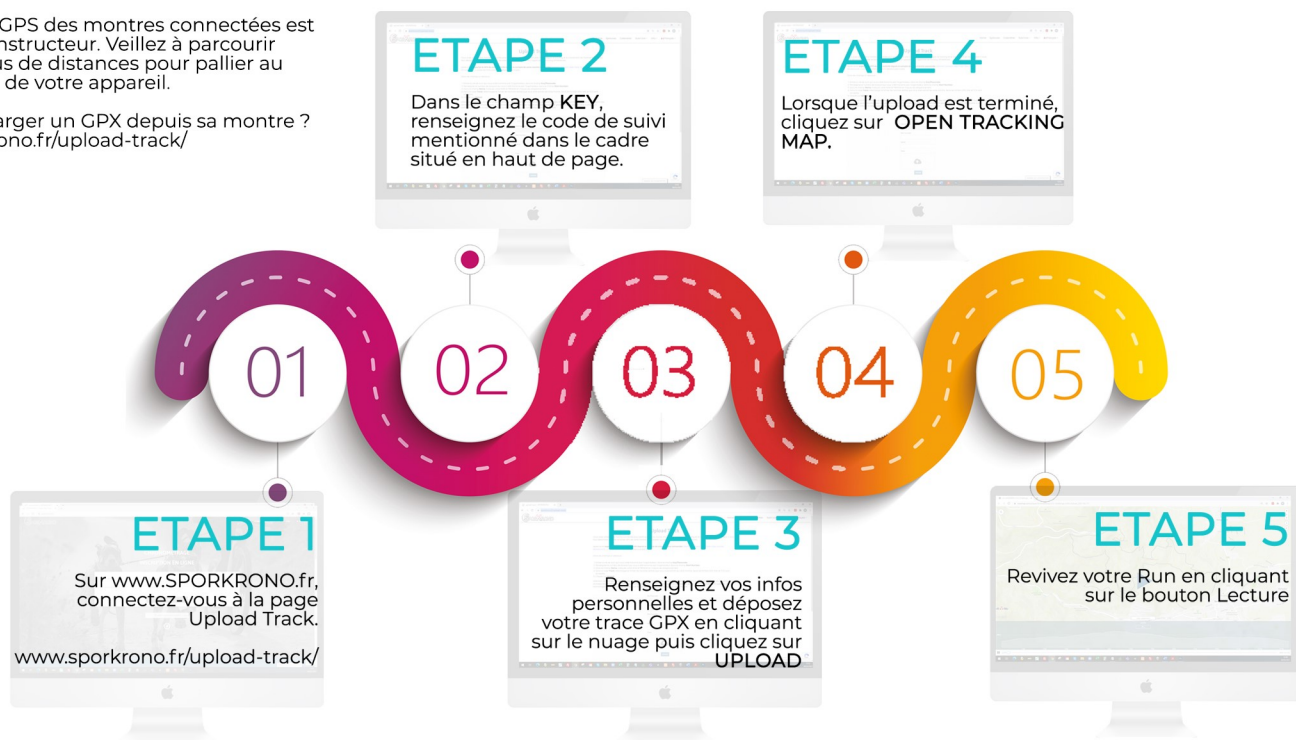 GPS des montres connectées est
nstructeur. Veillez à parcourir
us de distances pour pallier au
de votre appareil.
arger un GPX depuis sa montre ?
ono.fr/upload-track/
ETAPE 2
Dans le champ KEY,
renseignez le code de suivi
mentionné dans le cadre
situé en haut de page.
ETAPE 4
Lorsque l'upload est terminé,
cliquez sur OPEN TRACKING
MAP.
01
02
03
04
05
ETAPE 1
Sur www.SPORKRONO.fr,
connectez-vous à la page
Upload Track.
www.sporkrono.fr/upload-track/
ETAPE 3
Renseignez vos infos
personnelles et déposez
votre trace GPX en cliquant
sur le nuage puis cliquez sur
UPLOAD
ETAPE 5
Revivez votre Run en cliquant
sur le bouton Lecture